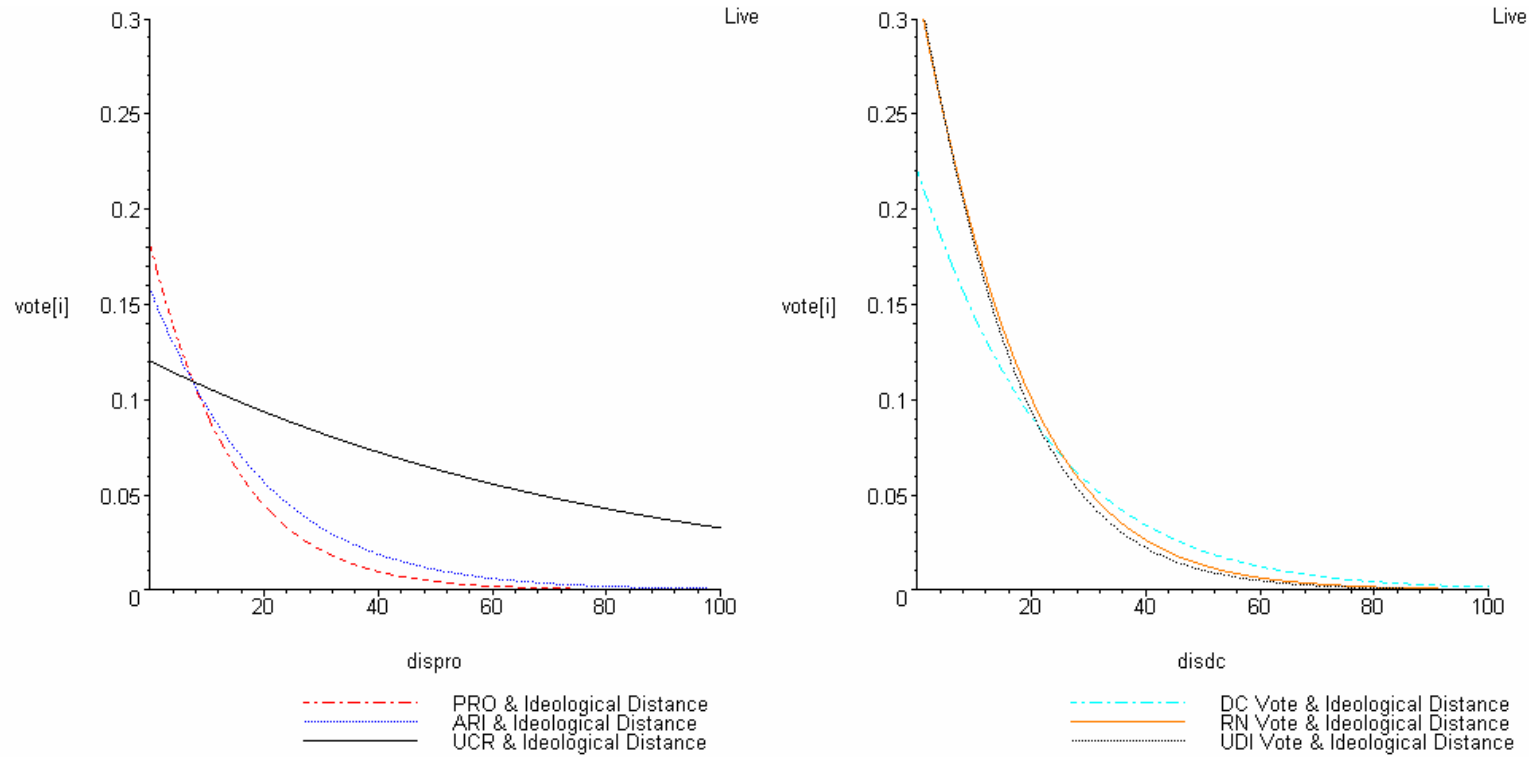 Live
0.3
0.25
0.2
vote[i]
0.15
0.1
0.05
0
20
40
60
80
100
dispro
PRO & Ideological Distance
ARI & Ideological Distance
UCR & Ideological Distance
Live
0.3
0.25
0.2
vote[i]
0.15
0.1
0.05
0
20
40
60
80
100
disdc
DC Vote & Ideological Distance
RN Vote & Ideological Distance
UDI Vote & Ideological Distance